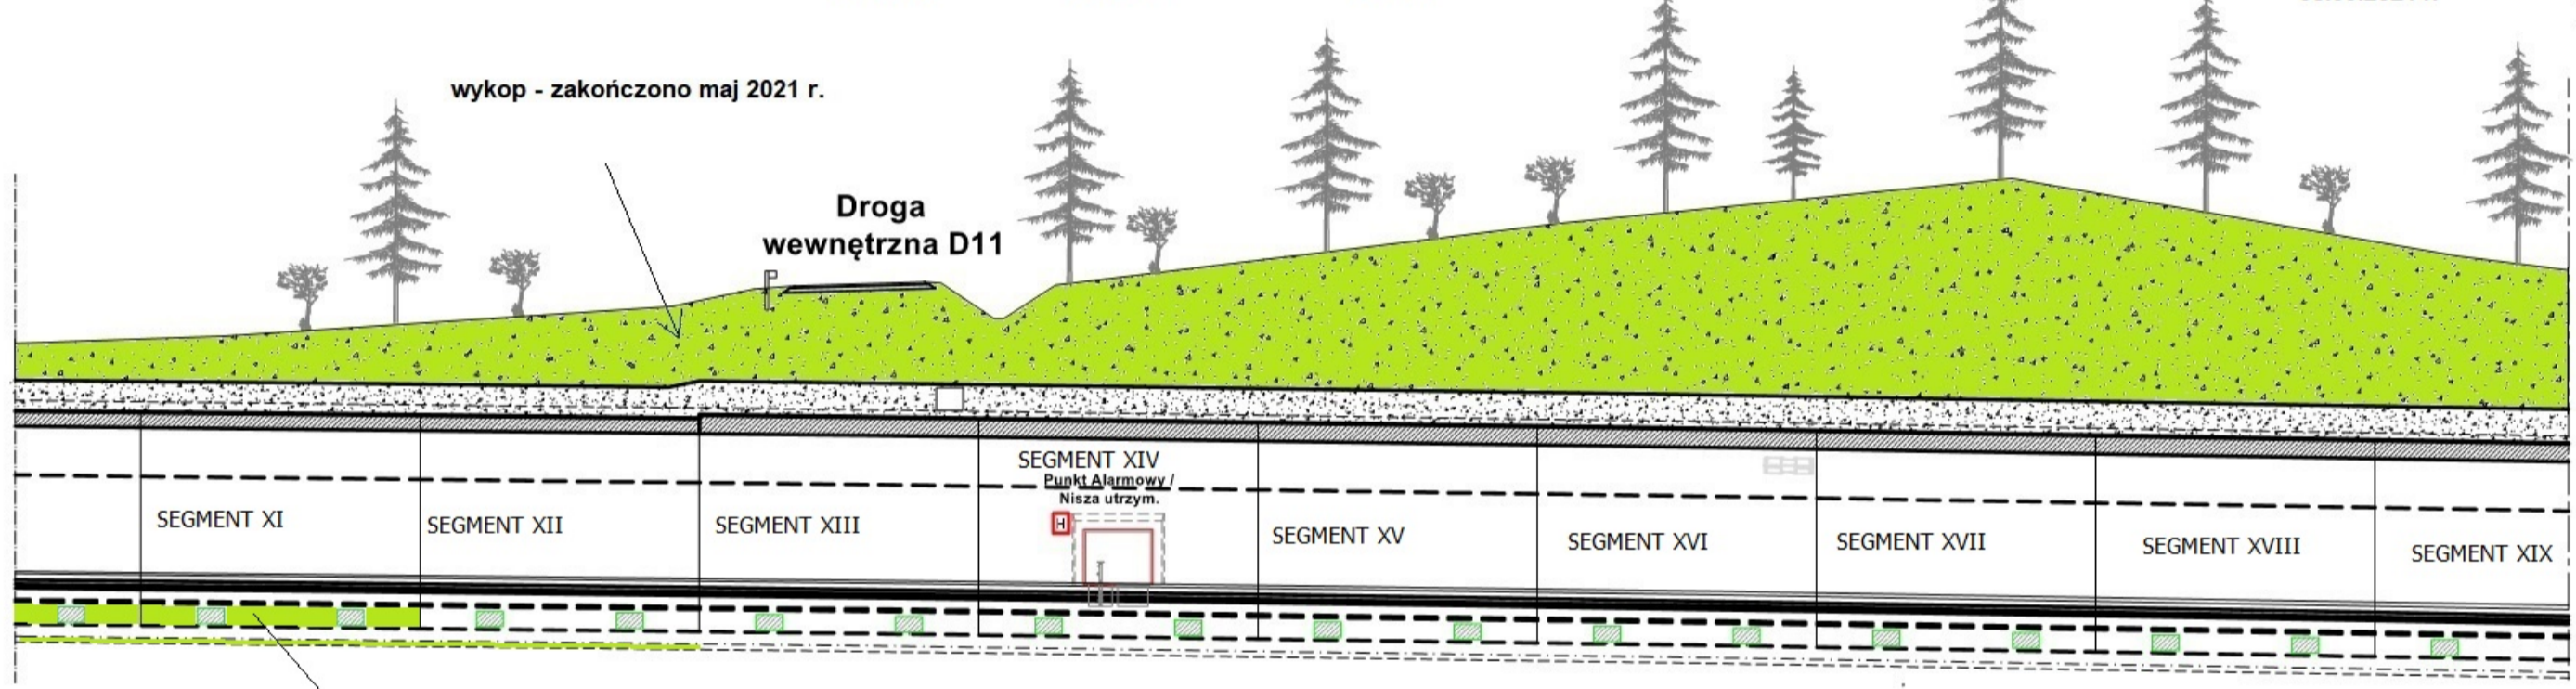 wykop - zakończono maj 2021 r.
Droga
wewnętrzna D11
SEGMENT XI
SEGMENT XII
SEGMENT XIII
SEGMENT XIV
Punkt Alarmowy /
Nisza utrzym.
H
SEGMENT XV
SEGMENT XVI
SEGMENT XVII
SEGMENT XVIII
SEGMENT XIX